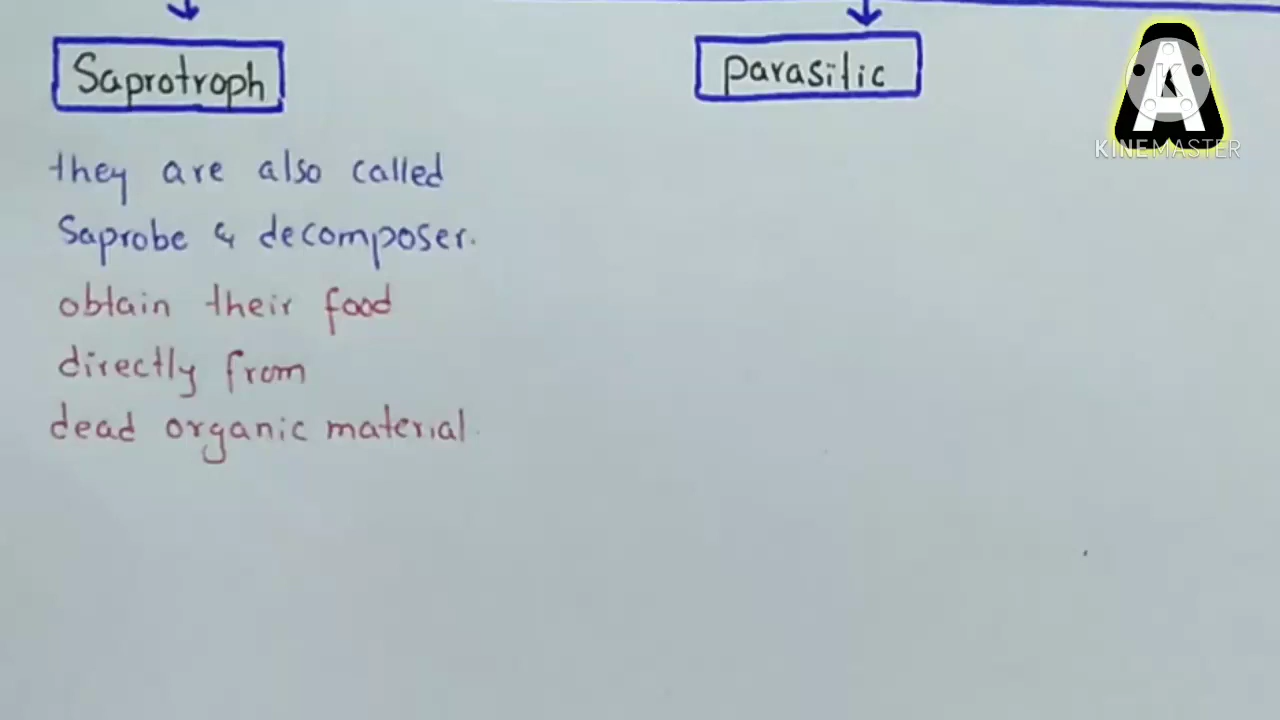 Saprotroph
parasitic
they are also called
Saprobe & decomposer.
obtain their food
directly from
dead organic material
A
K
KINEMASTER